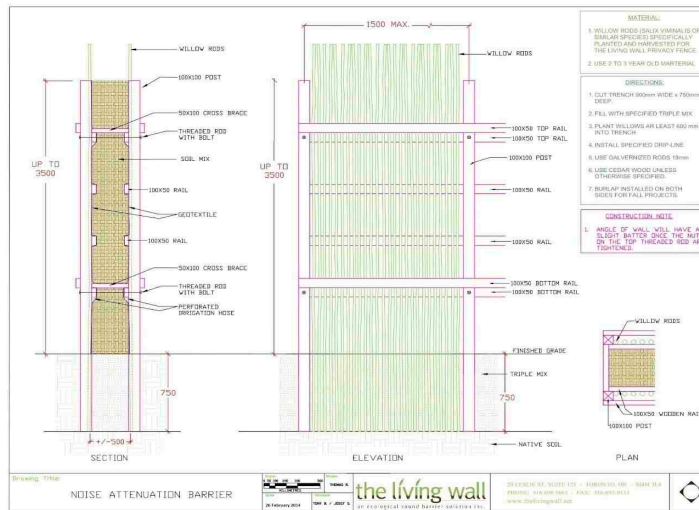 WILLOW RODS
100X100 POST
50X100 CROSS BRACE
THREADED ROD
WITH BOLT
SOIL MIX
100X50 RAIL
GEOTEXTILE
100X50 RAIL
50X100 CROSS BRACE
THREADED ROD
WITH BOLT
PERFORATED
IRRIGATION HOSE
UP TO
3500
750
+/-500
SECTION
1500 MAX.
WILLOW RODS
100X50 TOP RAIL
100X50 TOP RAIL
100X100 POST
UP TO
3500
100X50 RAIL
100X50 RAIL
100X50 BOTTOM RAIL
100X50 BOTTOM RAIL
FINISHED GRADE
TRIPLE MIX
750
NATIVE SOIL
ELEVATION
MATERIAL:
1. WILLOW RODS (SALIX VIMINALIS OR
SIMILAR SPECIES) SPECIFICALLY
PLANTED AND HARVESTED FOR
THE LIVING WALL PRIVACY FENCE.
2. USE 2 TO 3 YEAR OLD MARTERIAL
DIRECTIONS:
1. CUT TRENCH WIDE x 750mm
DEEP.
2. FILL WITH SPECIFIED TRIPLE MIX
3. PLANT WILLOWS AR LEAST 600 mm
INTO TRENCH
4. INSTALL SPECIFIED DRIP-LINE
5. USE GALVERNIZED RODS 10mm
6. USE CEDAR WOOD UNLESS
OTHERWISE SPECIFIED.
7. BURLAP INSTALLED ON BOTH
SIDES FOR FALL PROJECTS.
CONSTRUCTION NOTE
1. ANGLE OF WALL WILL HAVE A
SLIGHT BATTER ONCE THE NUT
ON THE TOP THREADED ROD AR
TIGHTENED.
WILLOW RODS
100X50 WOODEN RAI
100X100 POST
PLAN
Drawing Title:
NOISE ATTENUATION BARRIER
26 February 2014
the living wall
an ecological sound barrier solution inc.
www.thelivingwall.net